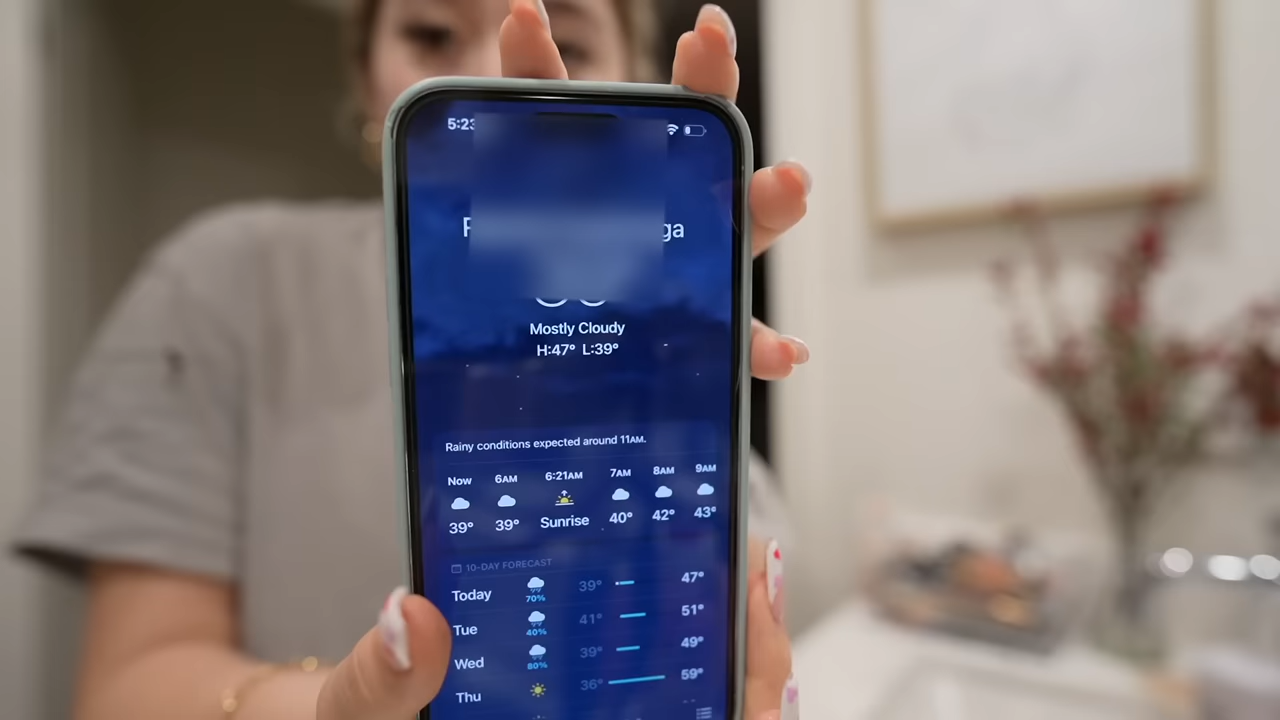 5:23
Mostly Cloudy
H:47° L:39°
Rainy conditions expected around 11AM.
Now 6AM 6:21AM 7AM 8AM 9AM
39° 39° Sunrise 40° 42° 43°
10-DAY FORECAST
Today 70% 39° 47°
Tue 40% 41° 51°
Wed 80% 39° 49°
Thu 36° 59°